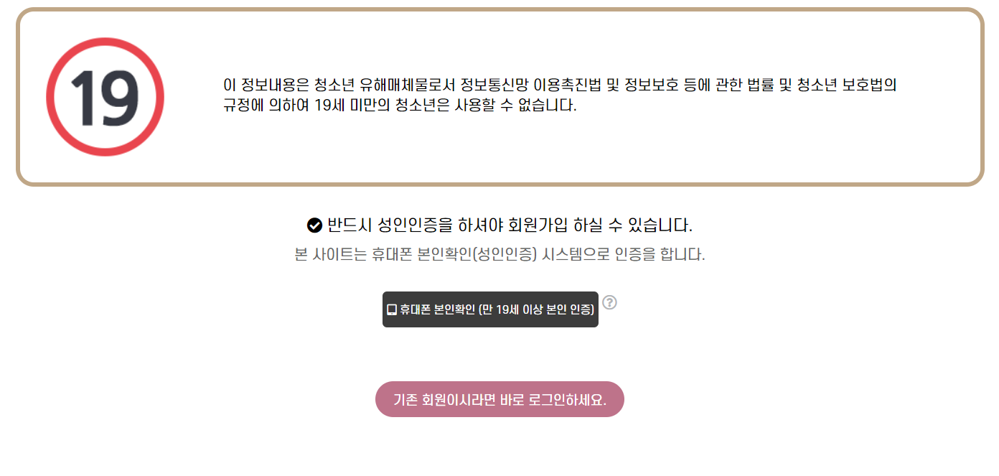 19
이 정보내용은 청소년 유해매체물로서 정보통신망 이용촉진법 및 정보보호 등에 관한 법률 및 청소년 보호법의
규정에 의하여 19세 미만의 청소년은 사용할 수 없습니다.
반드시 성인인증을 하셔야 회원가입 하실 수 있습니다.
본 사이트는 휴대폰 본인확인(성인인증) 시스템으로 인증을 합니다.
휴대폰 본인확인 (만 19세 이상 본인 인증) ?
기존 회원이시라면 바로 로그인하세요.